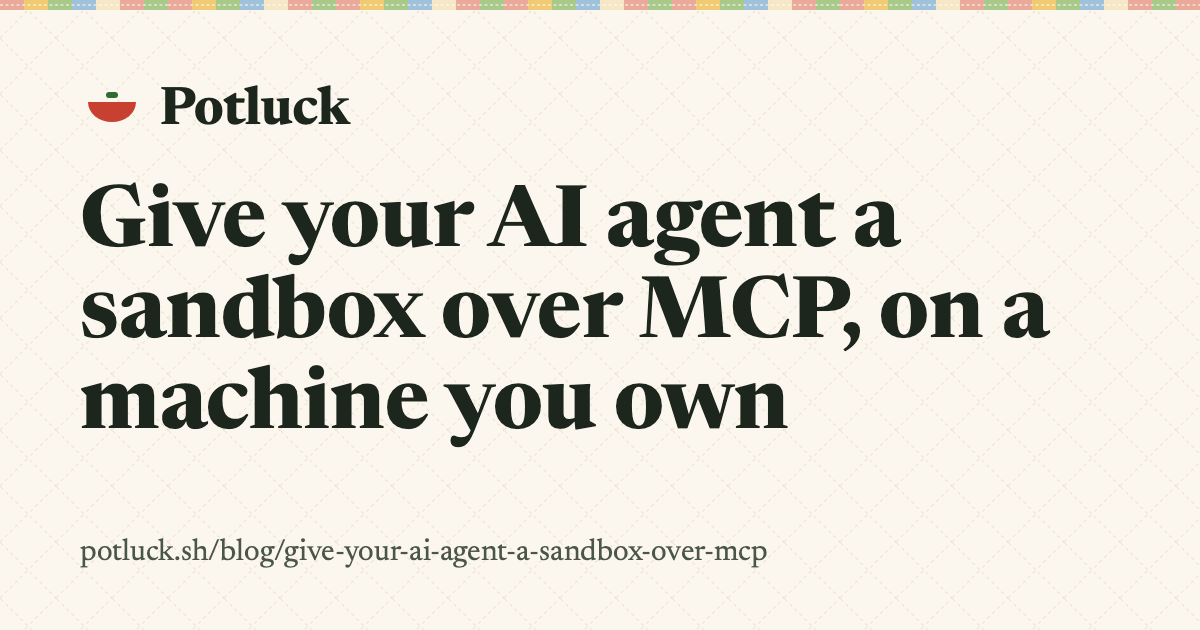 Potluck
Give your AI agent a
sandbox over MCP, on a
machine you own
potluck.sh/blog/give-your-ai-agent-a-sandbox-over-mcp